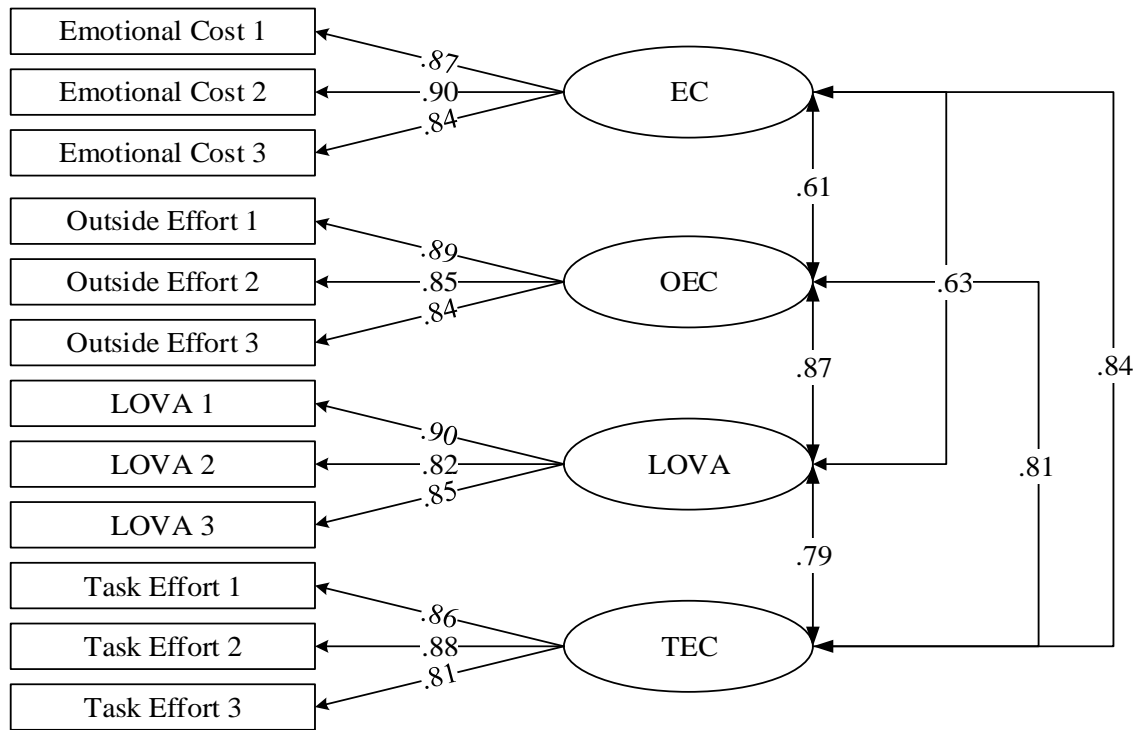 Emotional Cost 1
.87
Emotional Cost 2
.90
EC
Emotional Cost 3
.84
.61
Outside Effort 1
.89
Outside Effort 2
.85
OEC
.63
Outside Effort 3
.84
.87
.84
LOVA 1
.90
LOVA 2
.82
LOVA
.81
LOVA 3
.85
.79
Task Effort 1
.86
Task Effort 2
.88
TEC
Task Effort 3
.81